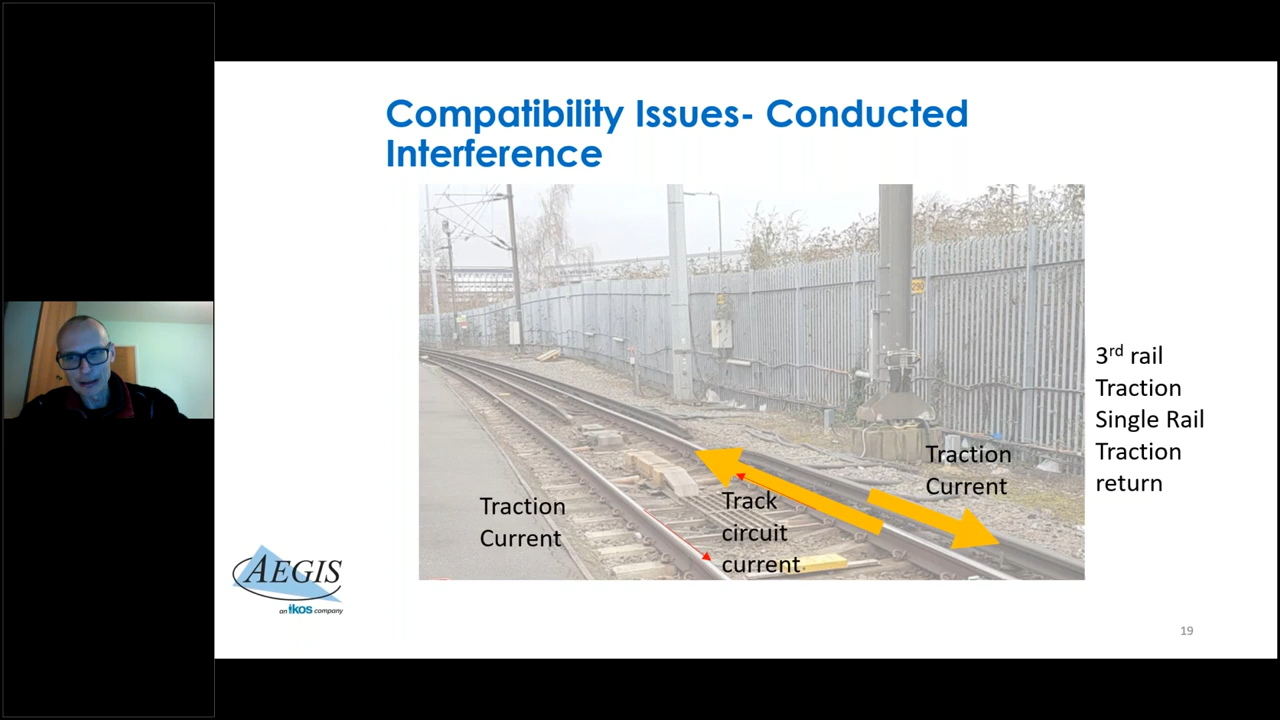 Compatibility Issues- Conducted
Interference
Traction
Current
Track
circuit
current
Traction
Current
3rd rail
Traction
Single Rail
Traction
return
AEGIS
an ikos company
19